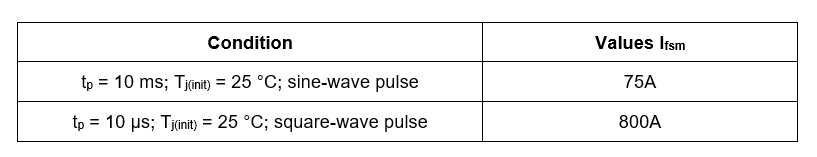 Condition Values Ifsm
tp = 10 ms; Tj(init) = 25 °C; sine-wave pulse 75A
tp = 10 µs; Tj(init) = 25 °C; square-wave pulse 800A